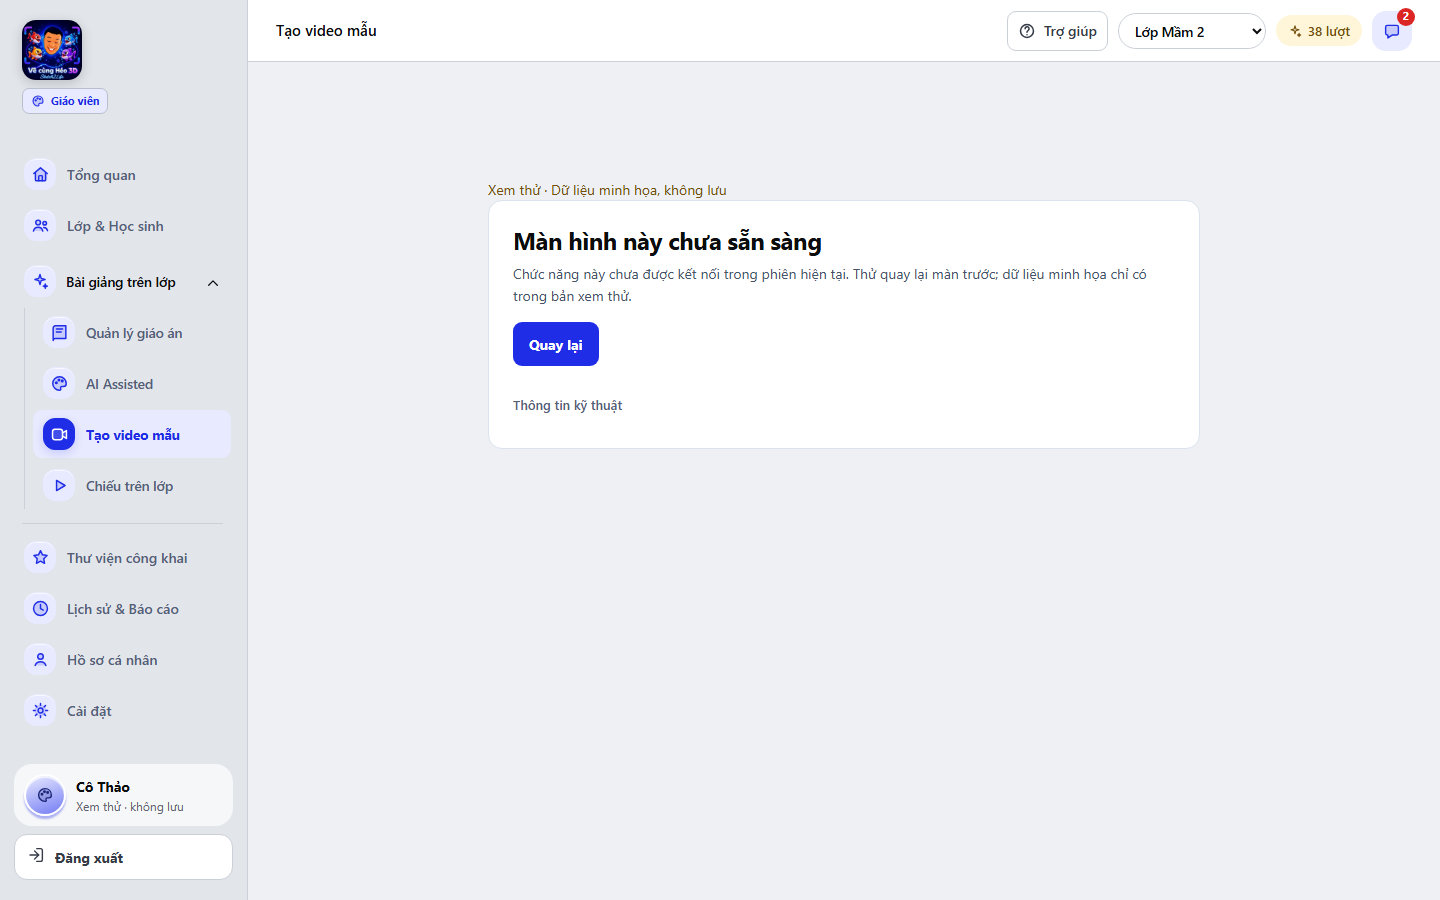 Vẽ cùng Héo 3D
Giáo viên
Tổng quan
Lớp & Học sinh
Bài giảng trên lớp
Quản lý giáo án
AI Assisted
Tạo video mẫu
Chiếu trên lớp
Thư viện công khai
Lịch sử & Báo cáo
Hồ sơ cá nhân
Cài đặt
Cô Thảo
Xem thử · không lưu
Đăng xuất
Tạo video mẫu
Trợ giúp
Lớp Mầm 2
38 lượt
2
Xem thử · Dữ liệu minh họa, không lưu
Màn hình này chưa sẵn sàng
Chức năng này chưa được kết nối trong phiên hiện tại. Thử quay lại màn trước; dữ liệu minh họa chỉ có
trong bản xem thử.
Quay lại
Thông tin kỹ thuật